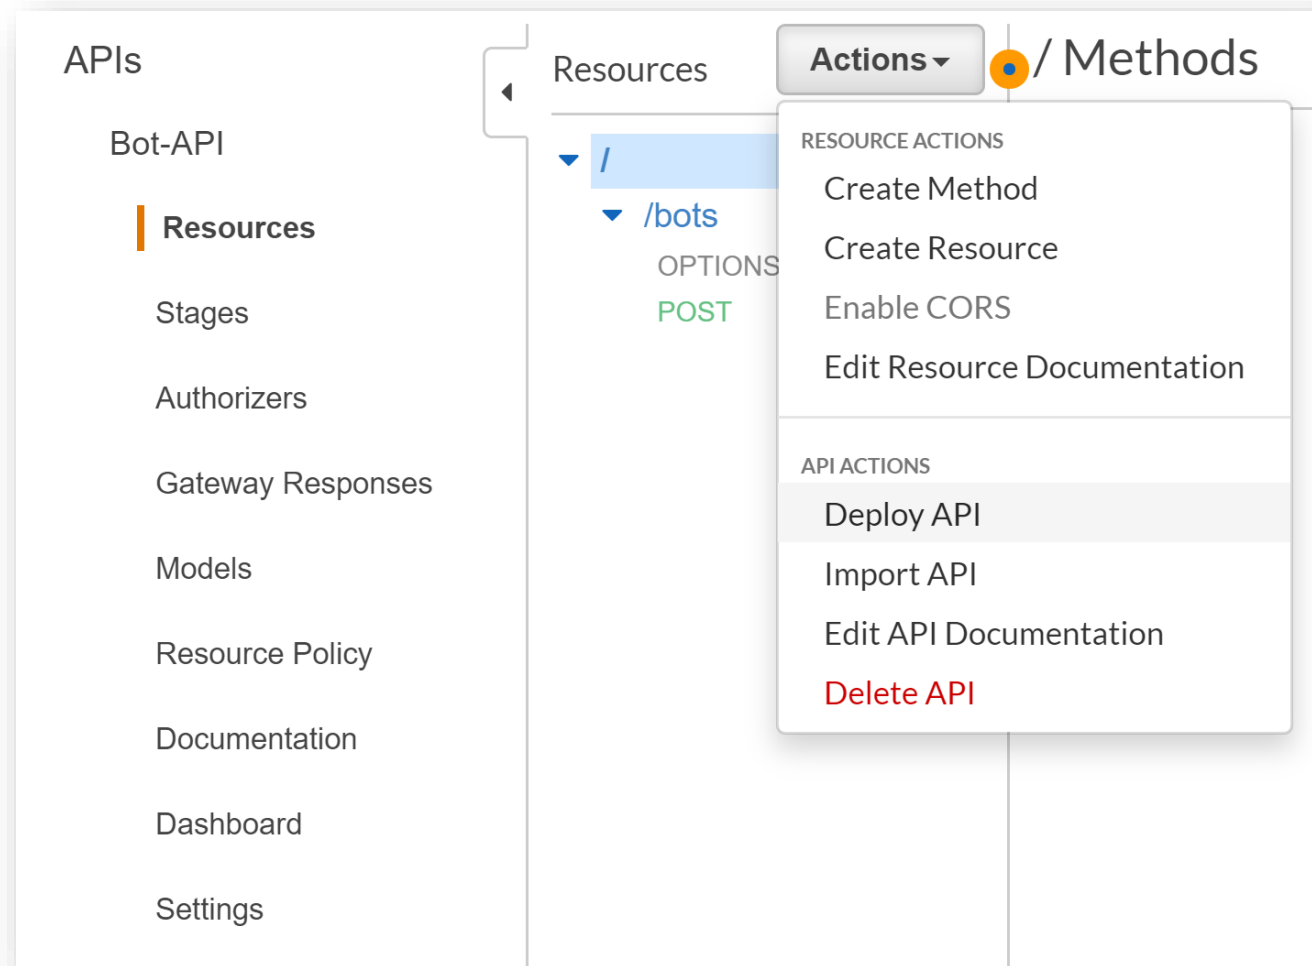 APIs
Bot-API
Resources
Stages
Authorizers
Gateway Responses
Models
Resource Policy
Documentation
Dashboard
Settings
Resources
Actions
/
/bots
OPTIONS
POST
/ Methods
RESOURCE ACTIONS
Create Method
Create Resource
Enable CORS
Edit Resource Documentation
API ACTIONS
Deploy API
Import API
Edit API Documentation
Delete API